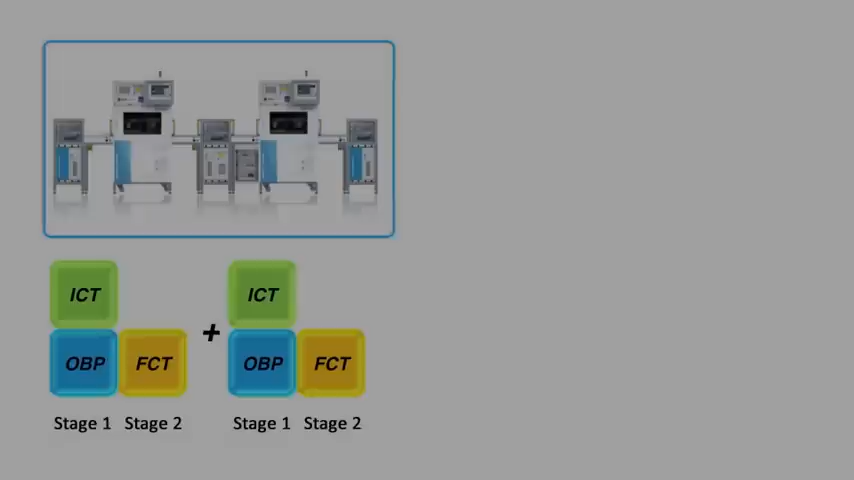 ICT ICT
+
OBP FCT OBP FCT
Stage 1 Stage 2 Stage 1 Stage 2